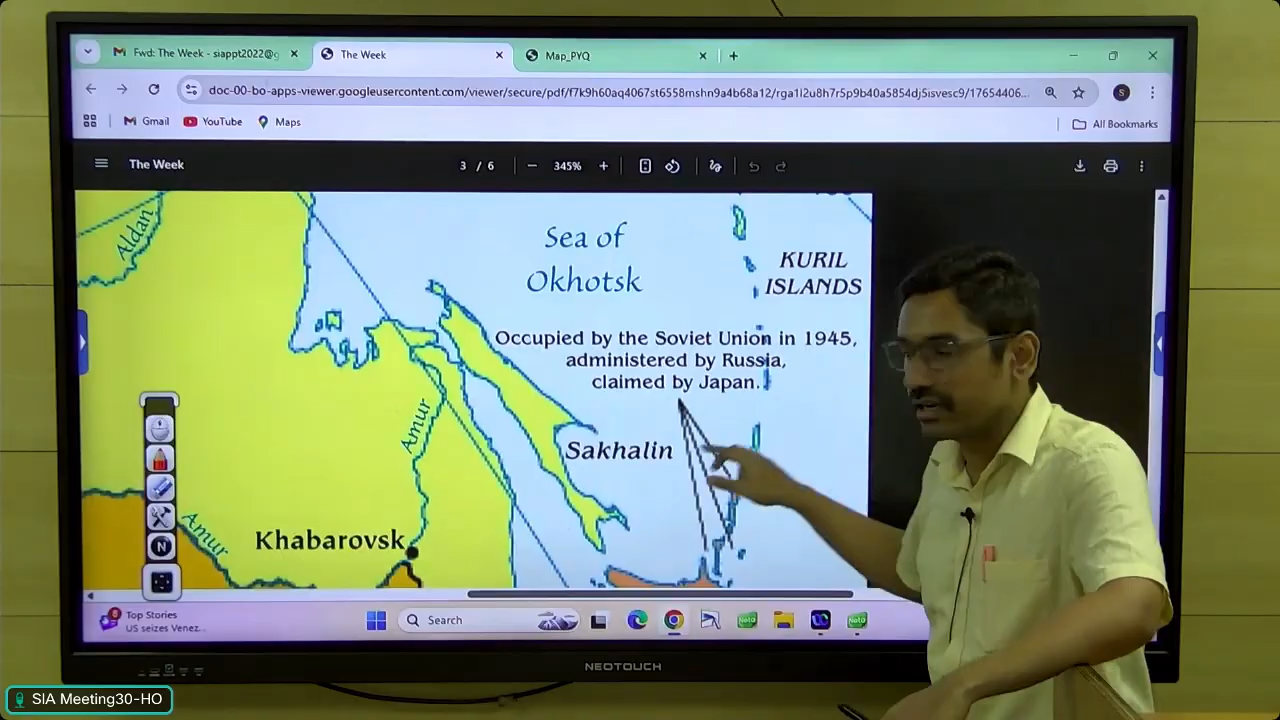 Fwd: The Week - siappt2022@g
The Week
Map_PYQ
doc-00-bo-apps-viewer.googleusercontent.com/viewer/secure/pdf/
S
Gmail
YouTube
Maps
All Bookmarks
The Week
3 / 6
345%
Aldan
Sea of
Okhotsk
KURIL
ISLANDS
Occupied by the Soviet Union in 1945,
administered by Russia,
claimed by Japan.
Amur
Sakhalin
Amur
Khabarovsk
N
Top Stories
US seizes Venez...
Search
NEOTOUCH
SIA Meeting30-HO